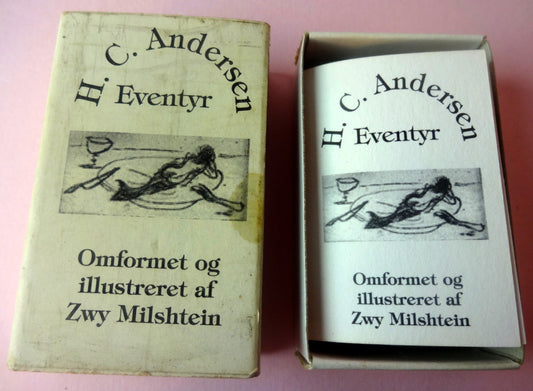 H. C. Andersen
Eventyr
Omformet og
illustreret af
Zwy Milshtein
H. C. Andersen
Eventyr
Omformet og
illustreret af
Zwy Milshtein